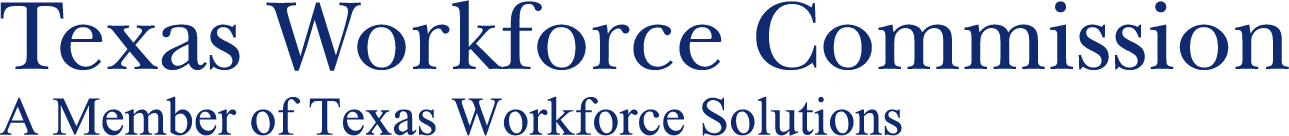 Texas Workforce Commission
A Member of Texas Workforce Solutions